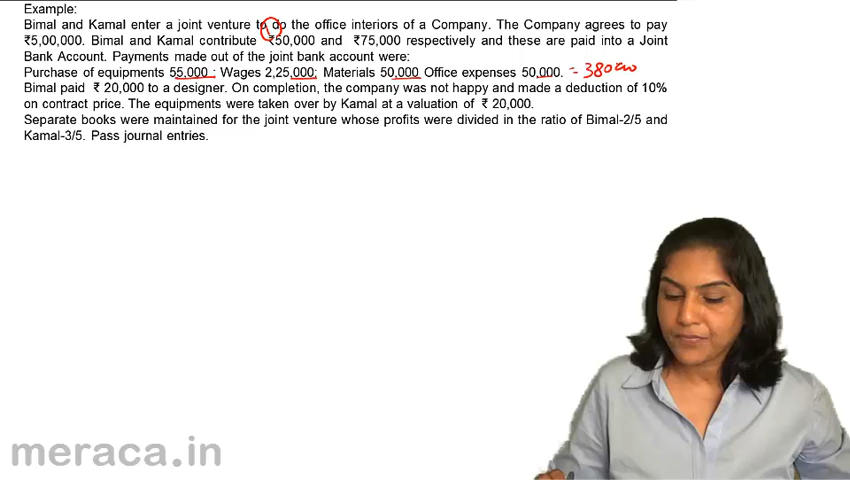 Example:
Bimal and Kamal enter a joint venture to do the office interiors of a Company. The Company agrees to pay
₹5,00,000. Bimal and Kamal contribute ₹50,000 and ₹75,000 respectively and these are paid into a Joint
Bank Account. Payments made out of the joint bank account were:
Purchase of equipments 55,000 ; Wages 2,25,000; Materials 50,000 Office expenses 50,000. = 380000
Bimal paid ₹ 20,000 to a designer. On completion, the company was not happy and made a deduction of 10%
on contract price. The equipments were taken over by Kamal at a valuation of ₹ 20,000.
Separate books were maintained for the joint venture whose profits were divided in the ratio of Bimal-2/5 and
Kamal-3/5. Pass journal entries.
meraca.in